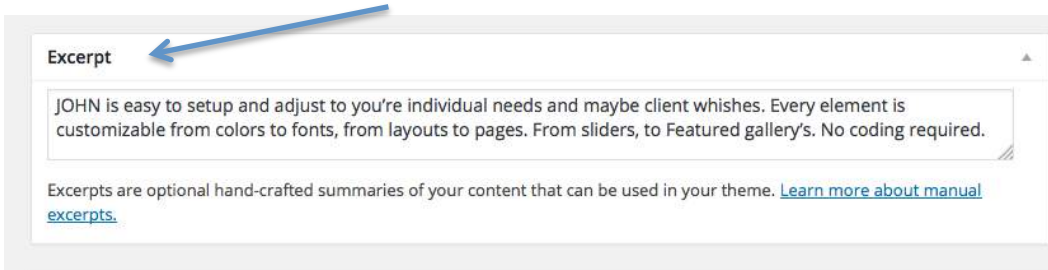 Excerpt
JOHN is easy to setup and adjust to you’re individual needs and maybe client whishes. Every element is
customizable from colors to fonts, from layouts to pages. From sliders, to Featured gallery’s. No coding required.
Excerpts are optional hand-crafted summaries of your content that can be used in your theme. Learn more about manual
excerpts.